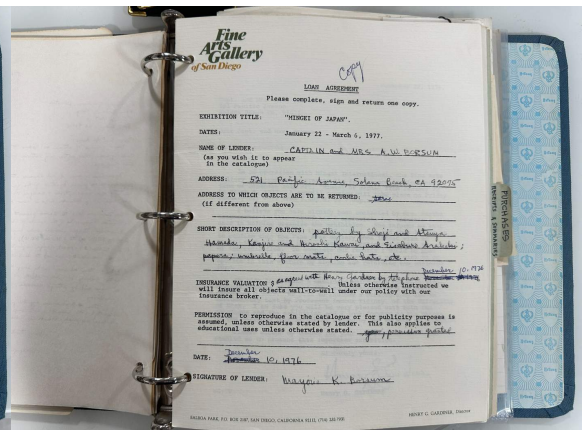 Fine
Arts
Gallery
of San Diego
Copy
LOAN AGREEMENT
Please complete, sign and return one copy.
EXHIBITION TITLE: "MINGEI OF JAPAN".
DATES: January 22 - March 6, 1977.
NAME OF LENDER: CAPTAIN and MRS A.W. BORSUM
(as you wish it to appear
in the catalogue)
ADDRESS: 521 Pacific Avenue, Solana Beach, CA 92075
ADDRESS TO WHICH OBJECTS ARE TO BE RETURNED:
(if different from above)
SHORT DESCRIPTION OF OBJECTS: pottery by Shoji and Atsuya
Hamada, Kanjiro and Hiroshi Kawai, and
papers; umbrella, floor mats, hats, etc.
December
INSURANCE VALUATION $ as agreed with Henry Gardiner by telephone 10, 1976
Unless otherwise instructed we
will insure all objects wall-to-wall under our policy with our
insurance broker.
PERMISSION to reproduce in the catalogue or for publicity purposes is
assumed, unless otherwise stated by lender. This also applies to
educational uses unless otherwise stated. permission granted
December
DATE: 10, 1976
SIGNATURE OF LENDER: K. Borsum
BALBOA PARK, P.O. BOX 2107, SAN DIEGO, CALIFORNIA 92112, (714)
HENRY G. GARDINER, Director
PURCHASES
RECEIPTS & SUMMARIES